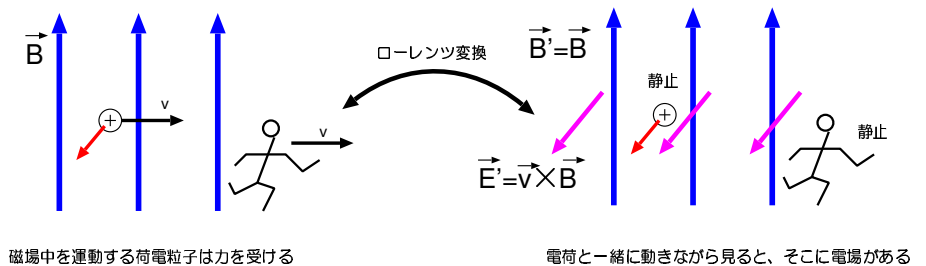 B
+
v
v
磁場中を運動する荷電粒子は力を受ける
ローレンツ変換
B'=B
静止
+
静止
E'=v×B
電荷と一緒に動きながら見ると、そこに電場がある